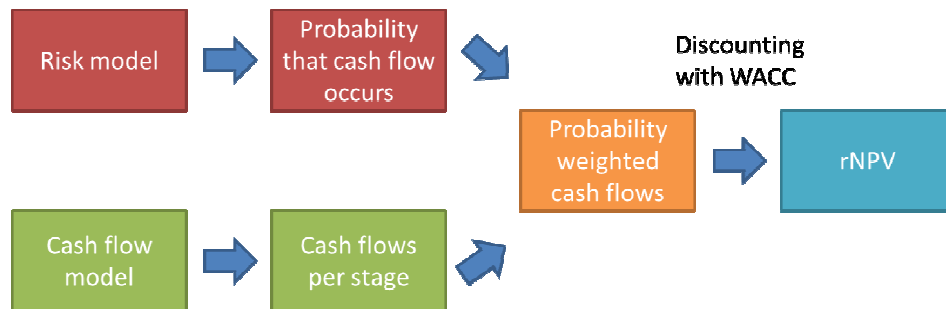 Risk model
Probability
that cash flow
occurs
Discounting
with WACC
Probability
weighted
cash flows
rNPV
Cash flow
model
Cash flows
per stage